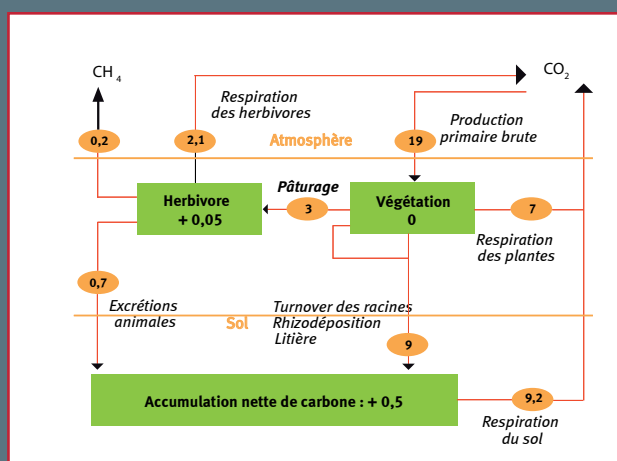 CH4
CO2
Respiration
des herbivores
Production
primaire brute
0,2
2,1
Atmosphère
19
Pâturage
Herbivore
+ 0,05
3
Végétation
0
7
Respiration
des plantes
0,7
Excrétions
animales
Sol
Turnover des racines
Rhizodéposition
Litière
9
Accumulation nette de carbone : + 0,5
9,2
Respiration
du sol